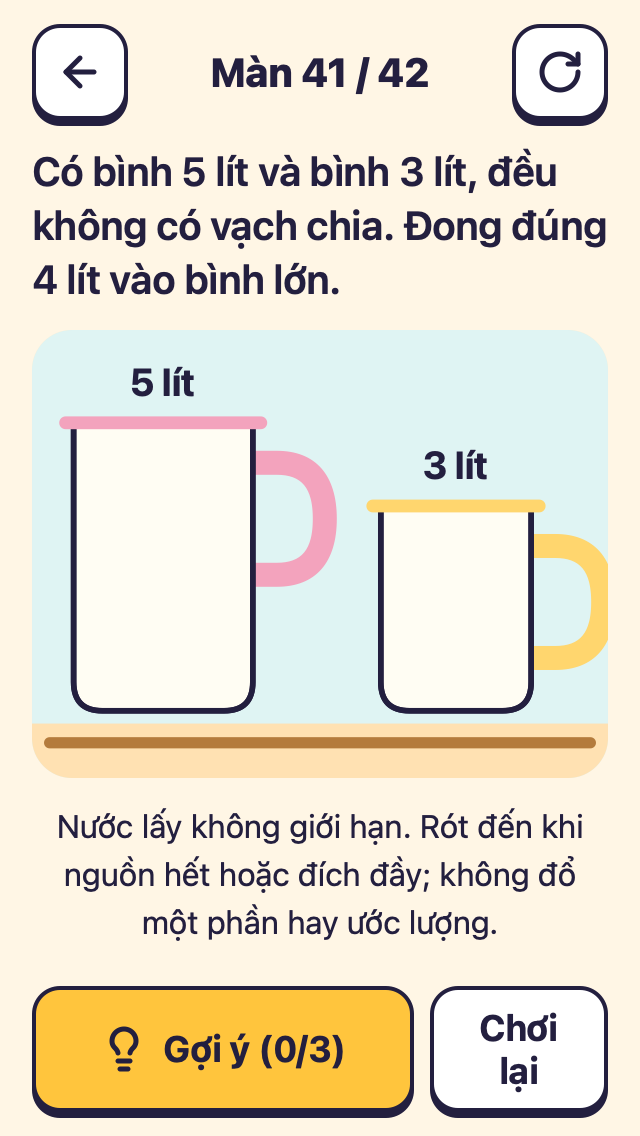 Màn 41 / 42
Có bình 5 lít và bình 3 lít, đều
không có vạch chia. Đong đúng
4 lít vào bình lớn.
5 lít
3 lít
Nước lấy không giới hạn. Rót đến khi
nguồn hết hoặc đích đầy; không đổ
một phần hay ước lượng.
Gợi ý (0/3)
Chơi
lại